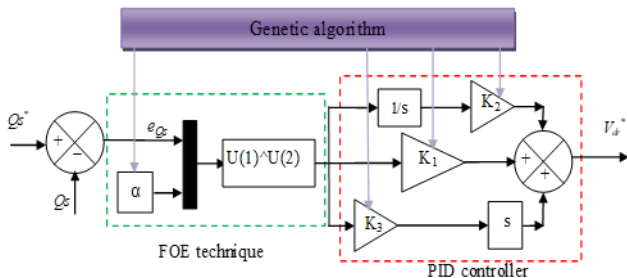 Genetic algorithm
Qs*
+
−
Qs
eQs
α
U(1)^U(2)
FOE technique
1/s
K2
K1
K3
s
+
+
+
Vdr*
PID controller